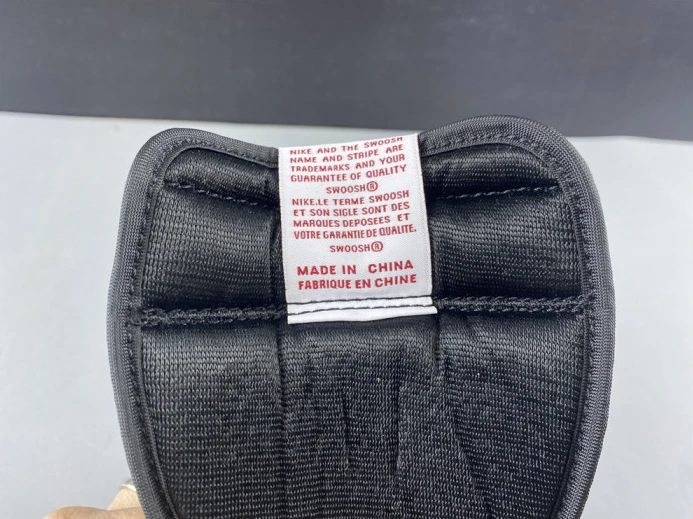 NIKE AND THE SWOOSH
NAME AND STRIPE ARE
TRADEMARKS AND YOUR
GUARANTEE OF QUALITY
SWOOSH®
NIKE.LE TERME SWOOSH
ET SON SIGLE SONT DES
MARQUES DEPOSEES ET
VOTRE GARANTIE DE QUALITE.
SWOOSH®
MADE IN CHINA
FABRIQUE EN CHINE